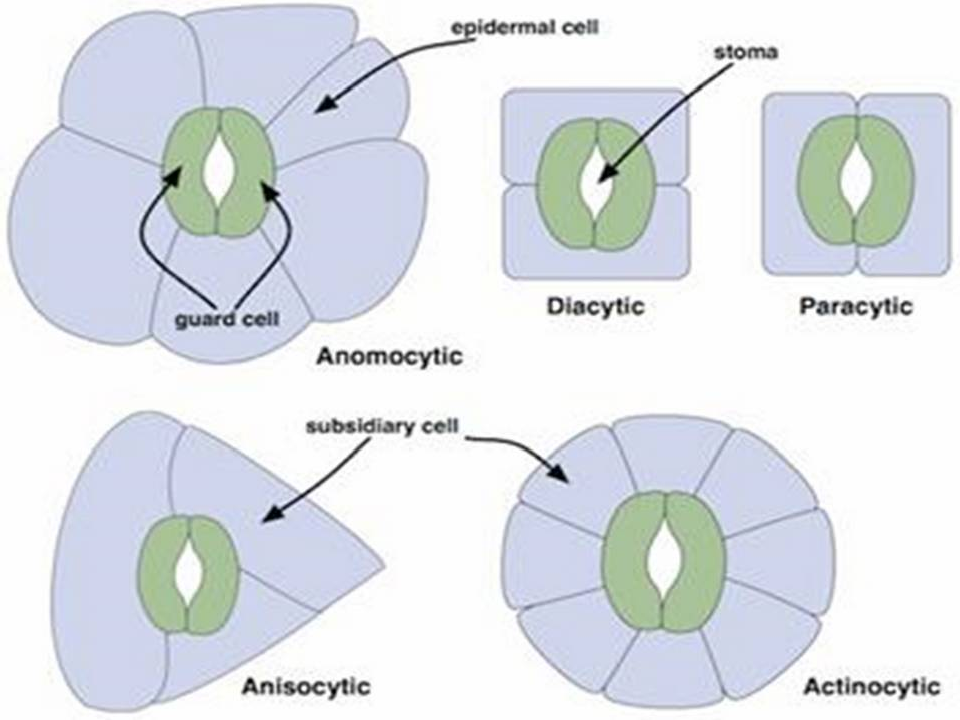 epidermal cell
stoma
guard cell
Diacytic
Paracytic
Anomocytic
subsidiary cell
Anisocytic
Actinocytic